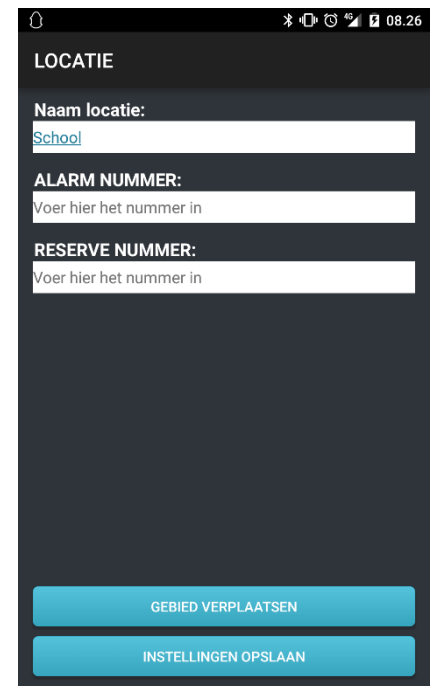 4G 08.26
LOCATIE
Naam locatie:
School
ALARM NUMMER:
Voer hier het nummer in
RESERVE NUMMER:
Voer hier het nummer in
GEBIED VERPLAATSEN
INSTELLINGEN OPSLAAN